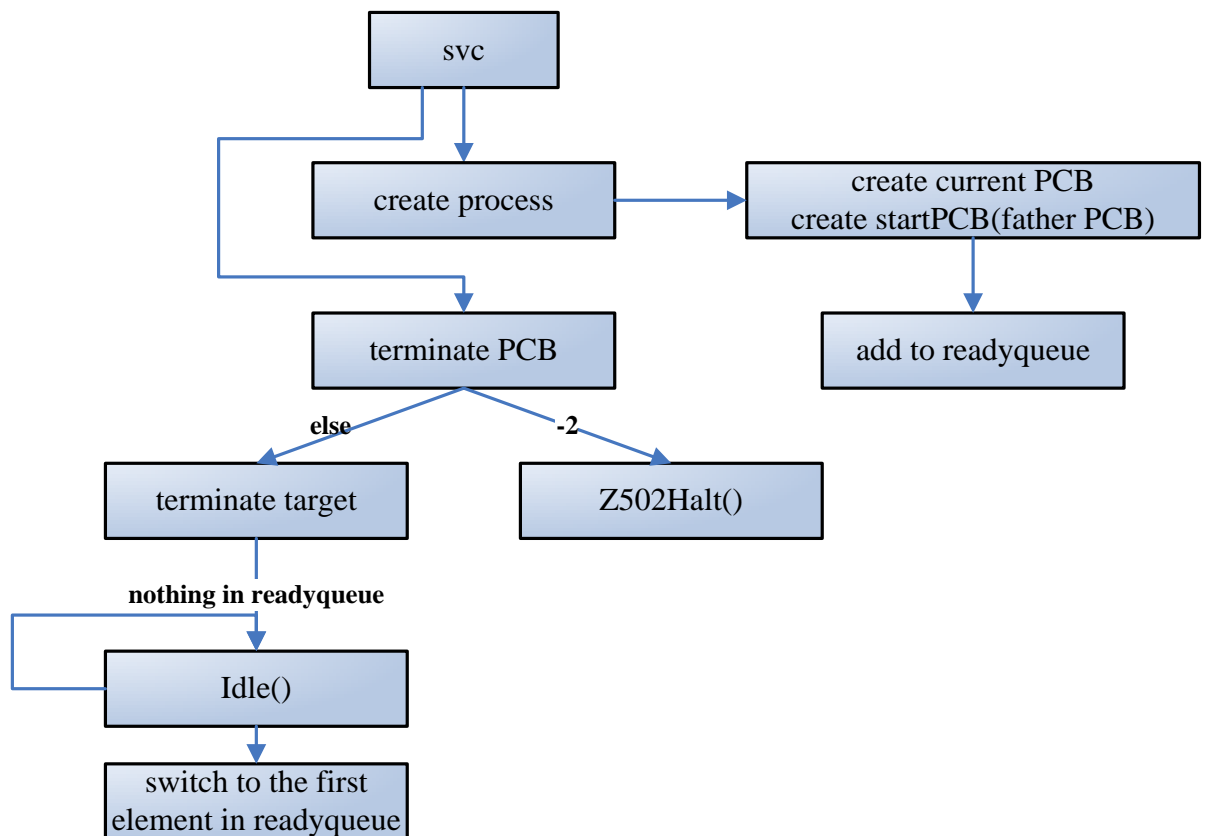 svc
create process
create current PCB
create startPCB(father PCB)
terminate PCB
add to readyqueue
else
-2
terminate target
Z502Halt()
nothing in readyqueue
Idle()
switch to the first
element in readyqueue